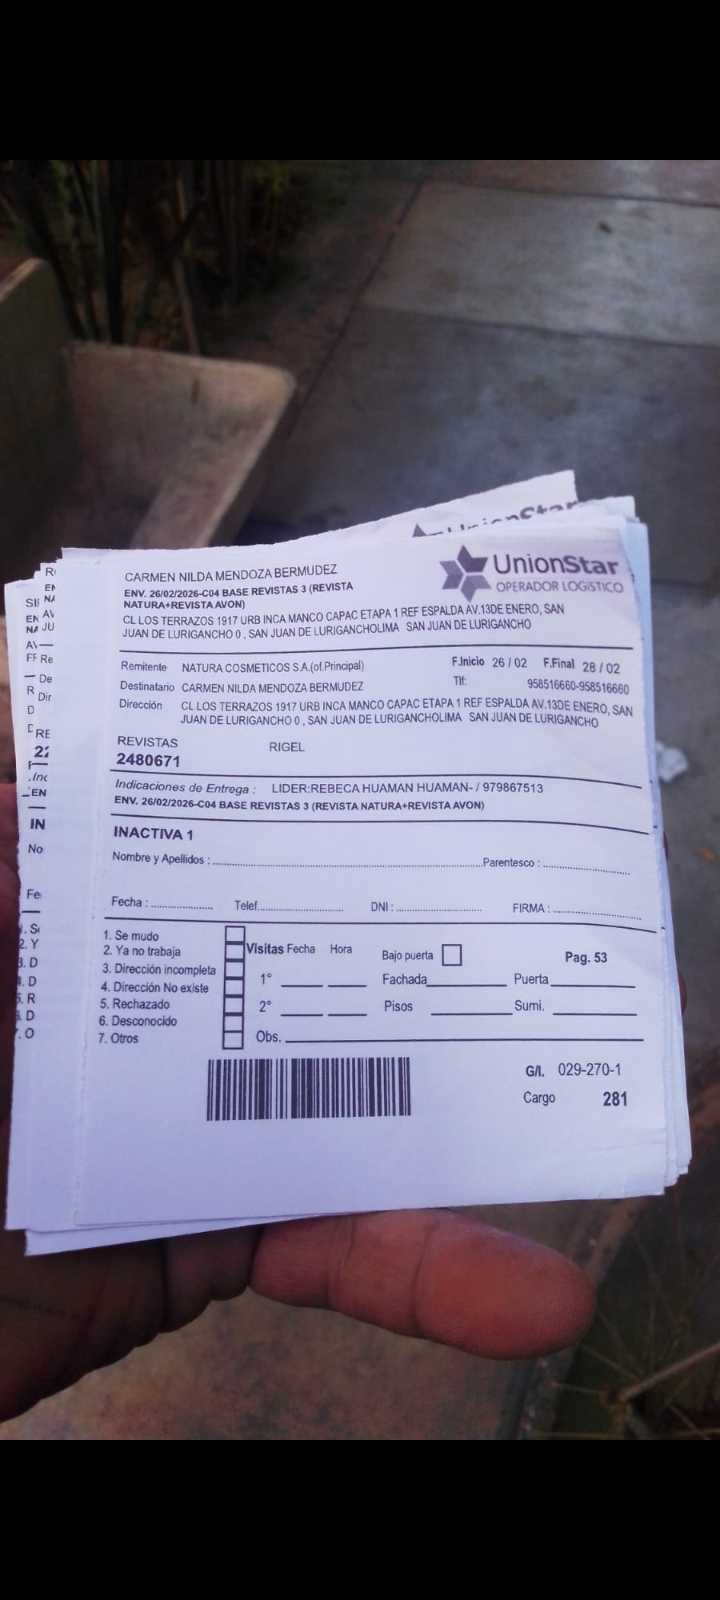 UnionStar
CARMEN NILDA MENDOZA BERMUDEZ
UnionStar
OPERADOR LOGíSTICO
ENV. 26/02/2026-C04 BASE REVISTAS 3 (REVISTA
NATURA+REVISTA AVON)
CL LOS TERRAZOS 1917 URB INCA MANCO CAPAC ETAPA 1 REF ESPALDA AV.13DE ENERO, SAN
JUAN DE LURIGANCHO 0 , SAN JUAN DE LURIGANCHOLIMA SAN JUAN DE LURIGANCHO
Remitente NATURA COSMETICOS S.A.(of.Principal) F.Inicio 26 / 02 F.Final 28 / 02
Destinatario CARMEN NILDA MENDOZA BERMUDEZ Tlf: 958516660-958516660
Dirección CL LOS TERRAZOS 1917 URB INCA MANCO CAPAC ETAPA 1 REF ESPALDA AV.13DE ENERO, SAN
JUAN DE LURIGANCHO 0 , SAN JUAN DE LURIGANCHOLIMA SAN JUAN DE LURIGANCHO
REVISTAS RIGEL
2480671
Indicaciones de Entrega : LIDER:REBECA HUAMAN HUAMAN- / 979867513
ENV. 26/02/2026-C04 BASE REVISTAS 3 (REVISTA NATURA+REVISTA AVON)
INACTIVA 1
Nombre y Apellidos : Parentesco :
Fecha : Telef. DNI : FIRMA :
1. Se mudo
2. Ya no trabaja
3. Dirección incompleta
4. Dirección No existe
5. Rechazado
6. Desconocido
7. Otros
Visitas Fecha Hora Bajo puerta Pag. 53
1° Fachada Puerta
2° Pisos Sumi.
Obs.
G/I. 029-270-1
Cargo 281